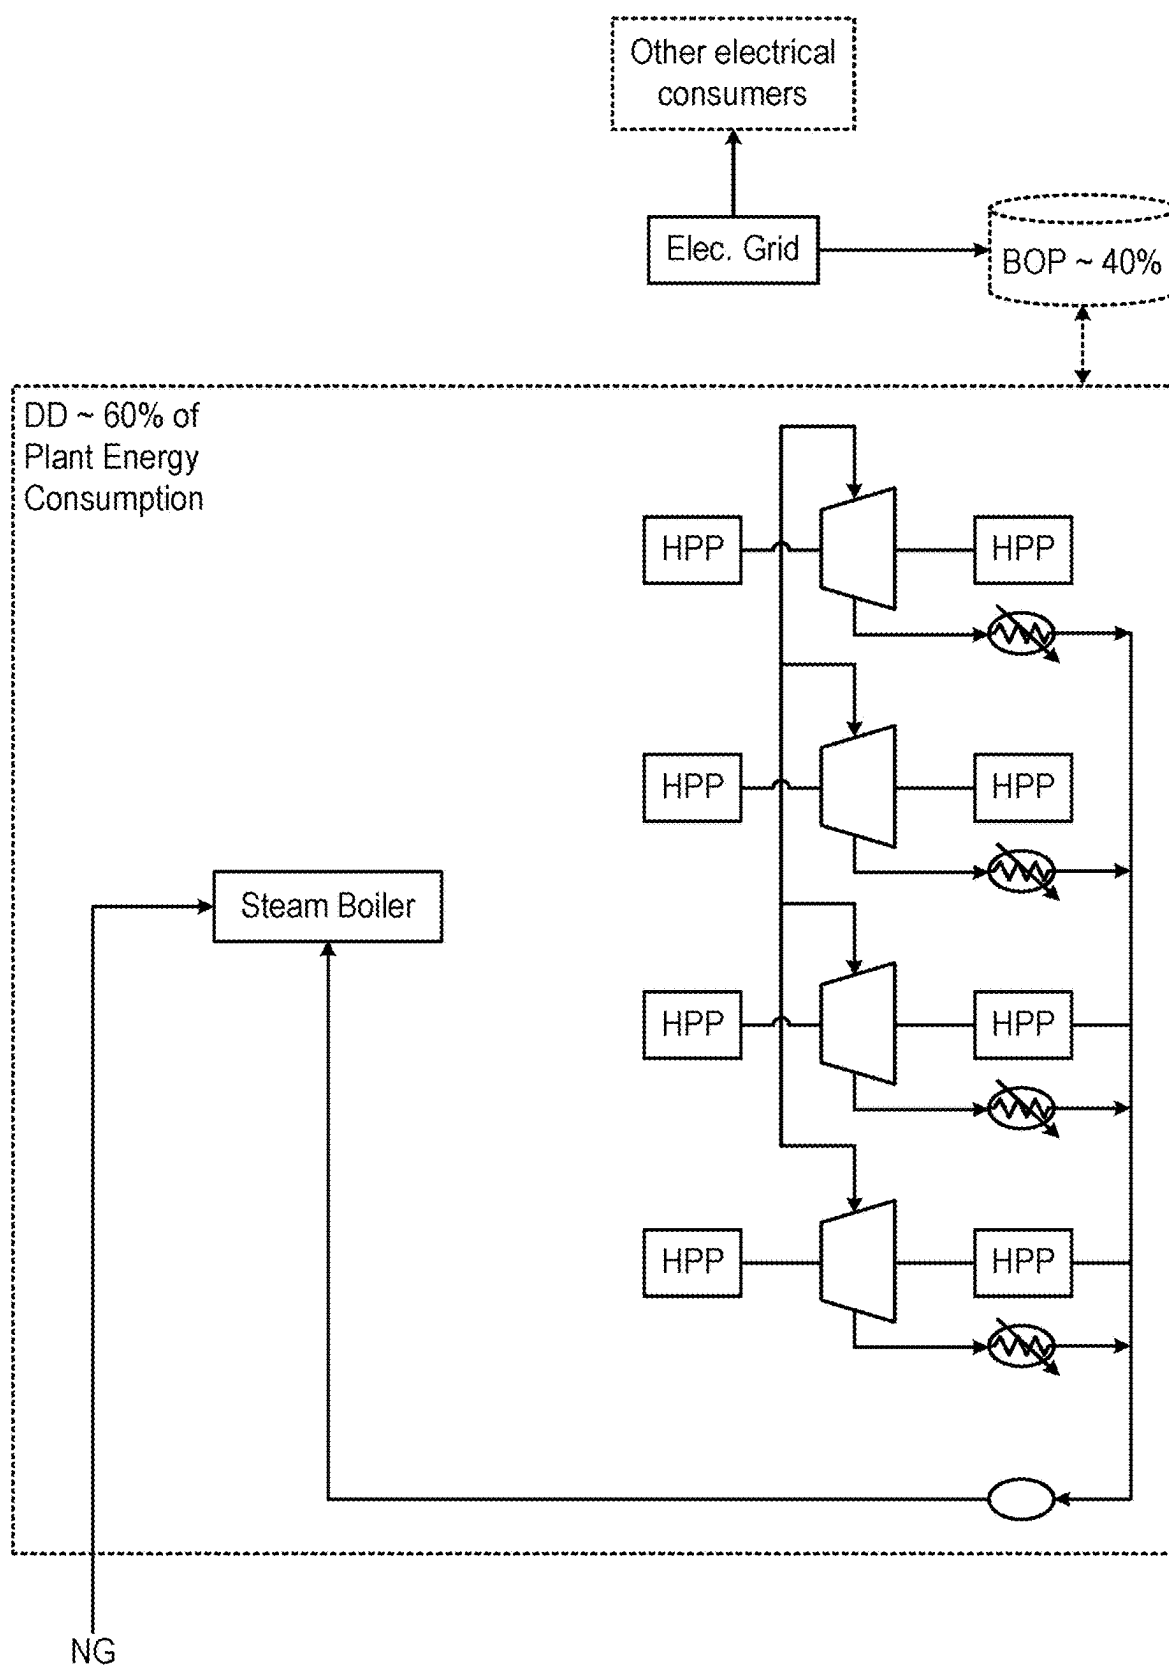 Other electrical
consumers
Elec. Grid
BOP ~ 40%
DD ~ 60% of
Plant Energy
Consumption
HPP
HPP
HPP
HPP
Steam Boiler
HPP
HPP
HPP
HPP
NG